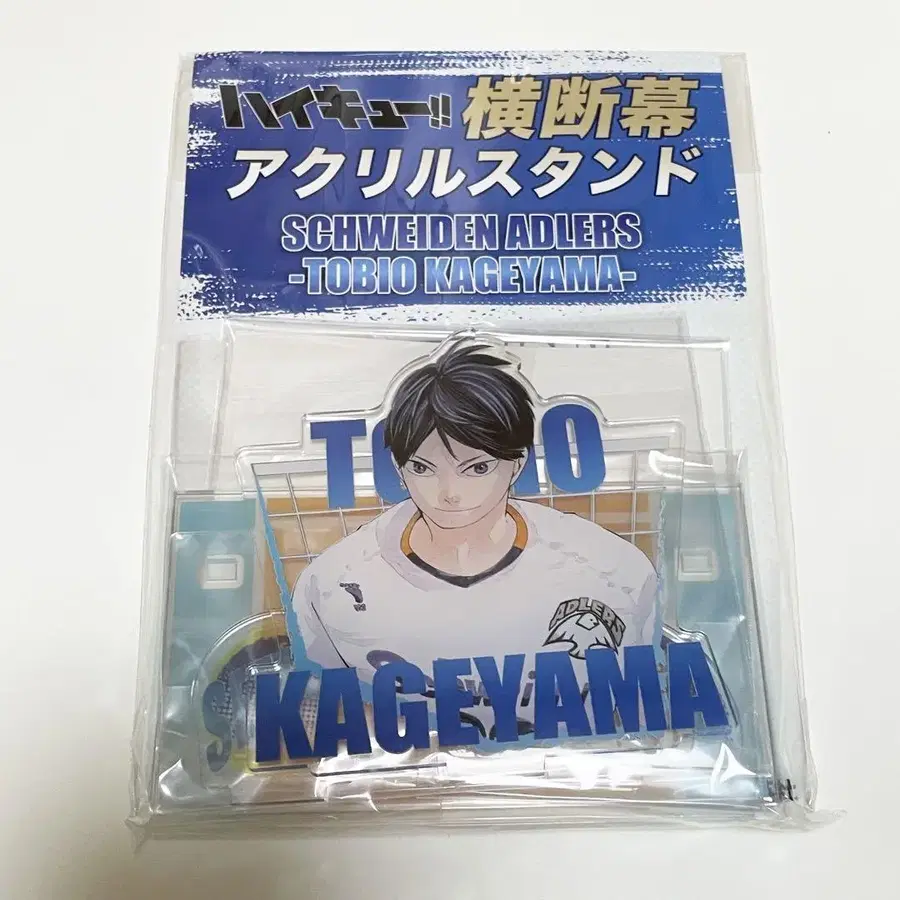 ハイキュー!! 横断幕
アクリルスタンド
SCHWEIDEN ADLERS
-TOBIO KAGEYAMA-
TOBIO
ADLERS
KAGEYAMA